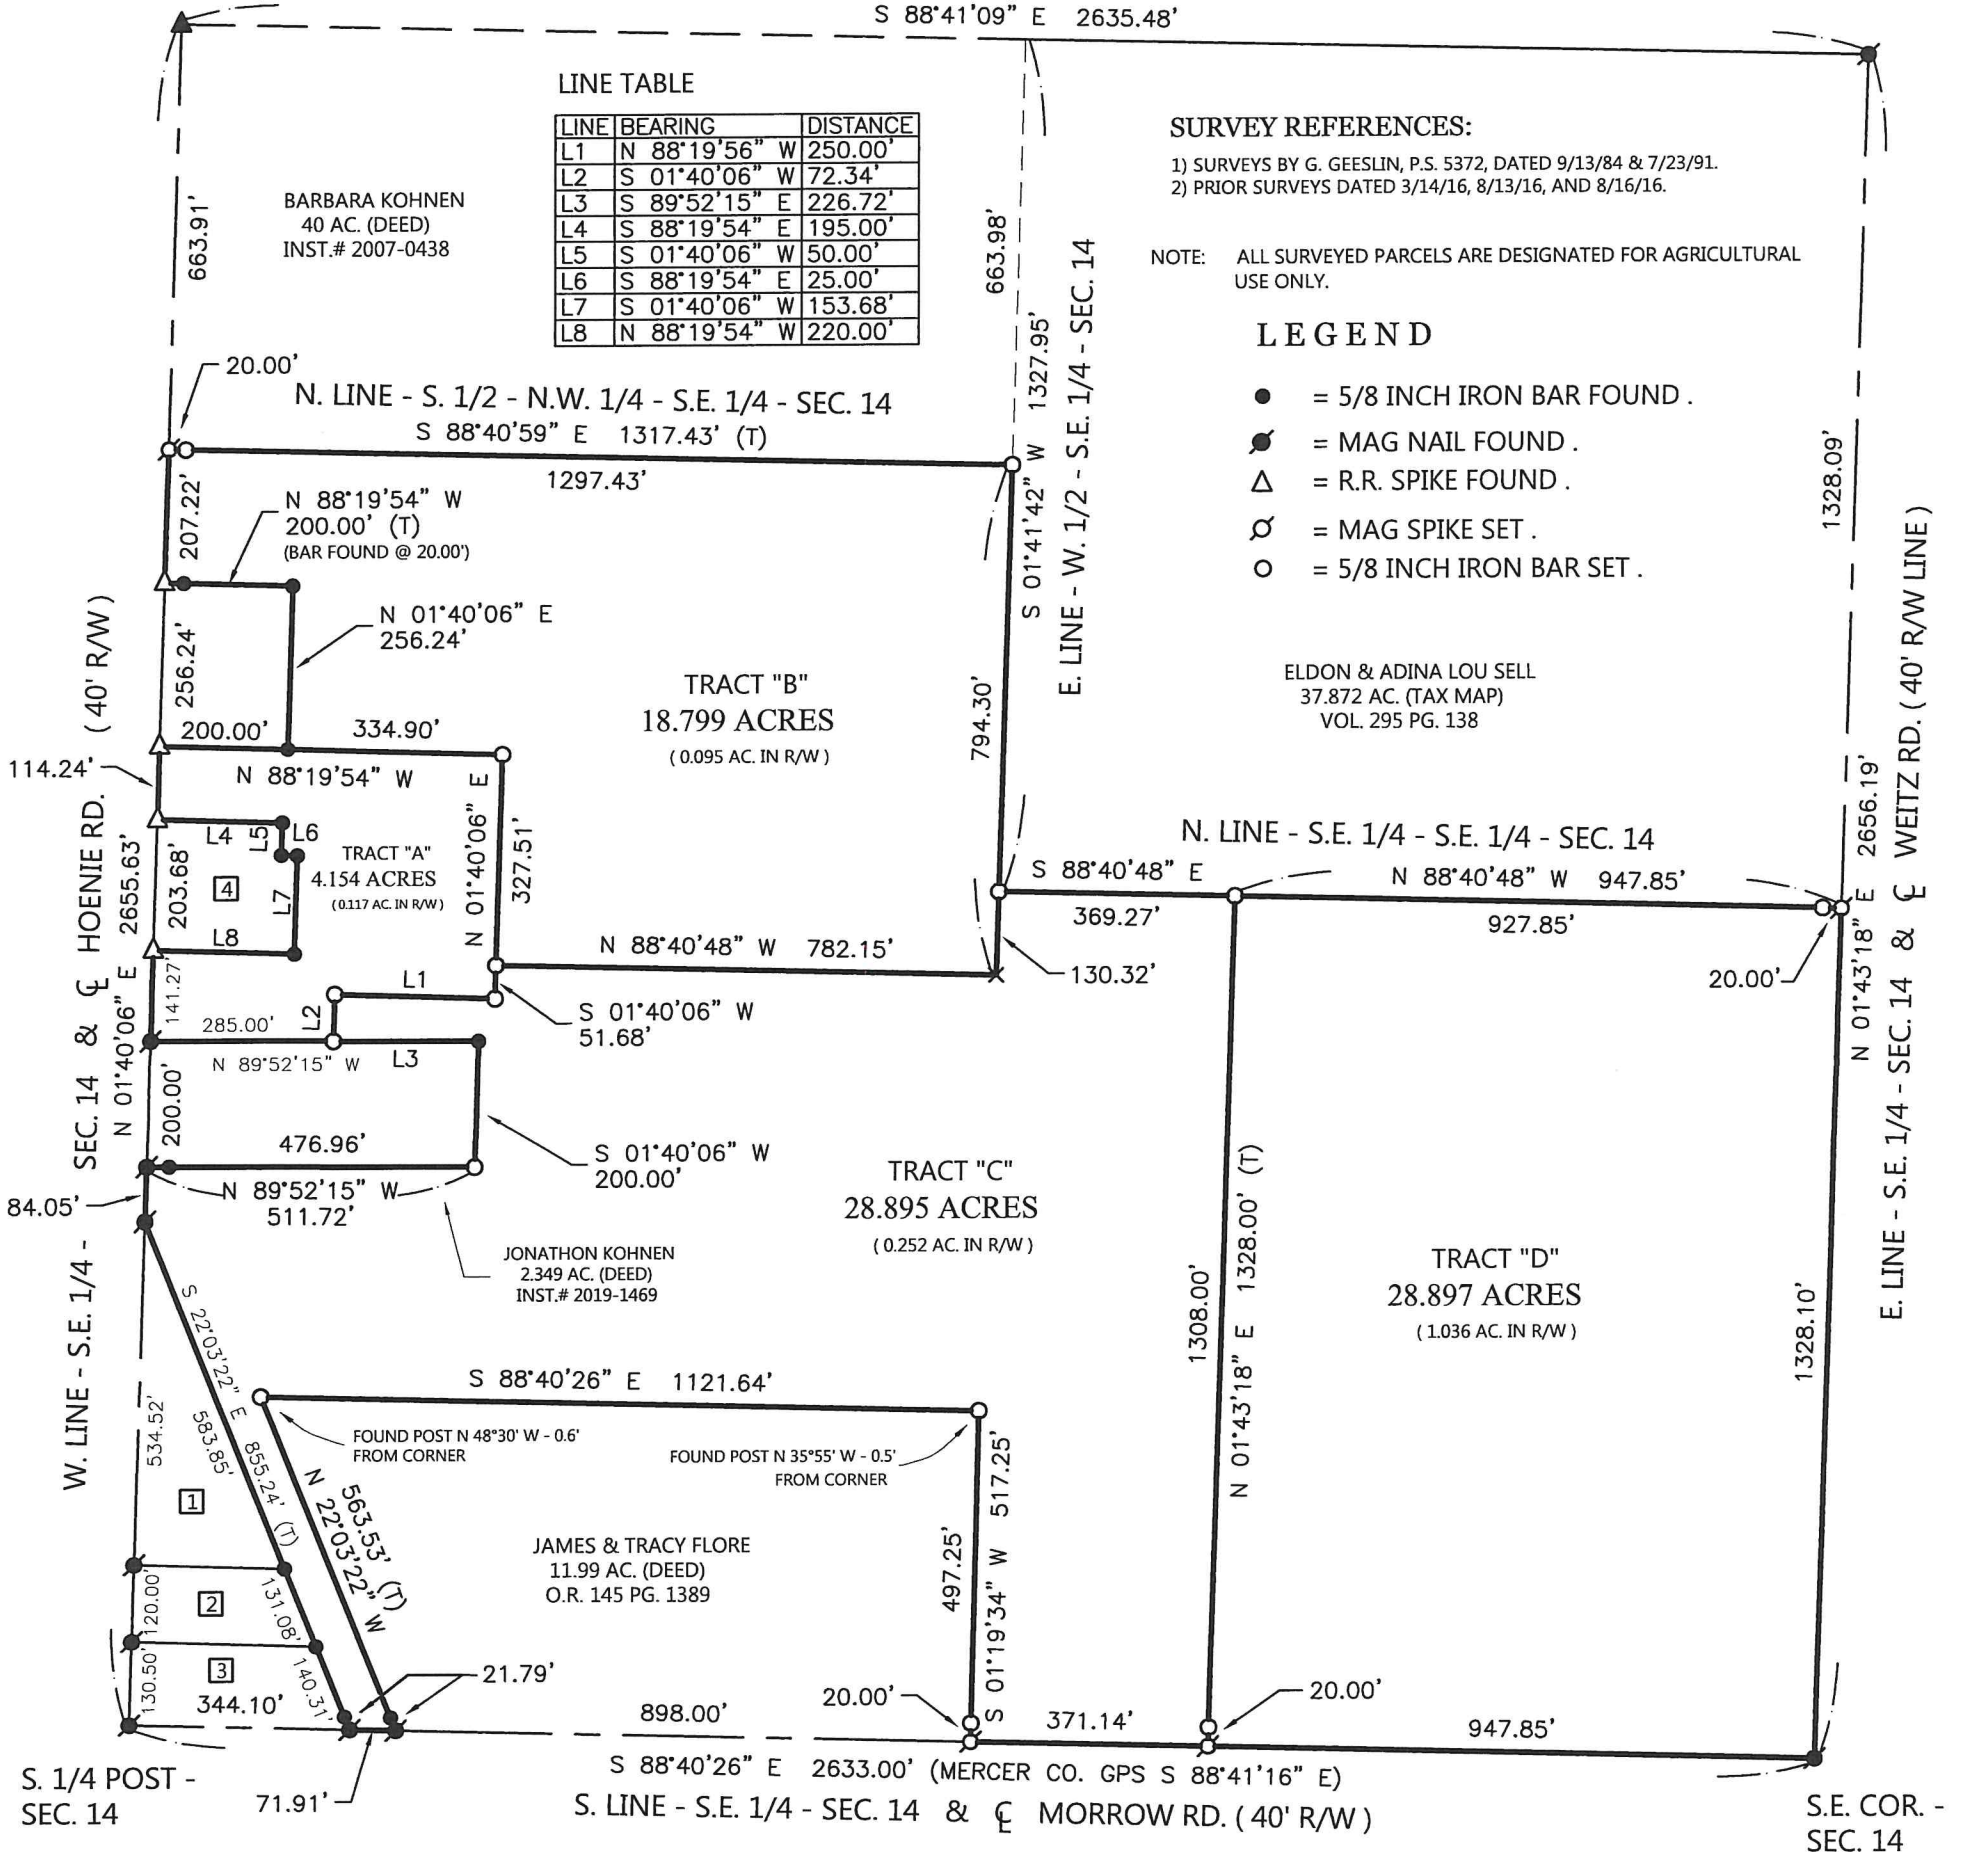 S 88°41'09" E 2635.48'
LINE TABLE
LINE BEARING DISTANCE
L1 N 88°19'56" W 250.00'
L2 S 01°40'06" W 72.34'
L3 S 89°52'15" E 226.72'
L4 S 88°19'54" E 195.00'
L5 S 01°40'06" W 50.00'
L6 S 88°19'54" E 25.00'
L7 S 01°40'06" W 153.68'
L8 N 88°19'54" W 220.00'
SURVEY REFERENCES:
1) SURVEYS BY G. GEESLIN, P.S. 5372, DATED 9/13/84 & 7/23/91.
2) PRIOR SURVEYS DATED 3/14/16, 8/13/16, AND 8/16/16.
NOTE: ALL SURVEYED PARCELS ARE DESIGNATED FOR AGRICULTURAL
USE ONLY.
LEGEND
= 5/8 INCH IRON BAR FOUND .
= MAG NAIL FOUND .
= R.R. SPIKE FOUND .
= MAG SPIKE SET .
= 5/8 INCH IRON BAR SET .
BARBARA KOHNEN
40 AC. (DEED)
INST.# 2007-0438
663.91'
663.98'
S 01°41'42" W 1327.95'
E. LINE - W. 1/2 - S.E. 1/4 - SEC. 14
1328.09'
20.00'
N. LINE - S. 1/2 - N.W. 1/4 - S.E. 1/4 - SEC. 14
S 88°40'59" E 1317.43' (T)
1297.43'
207.22'
N 88°19'54" W
200.00' (T)
(BAR FOUND @ 20.00')
N 01°40'06" E
256.24'
256.24'
TRACT "B"
18.799 ACRES
( 0.095 AC. IN R/W )
794.30'
ELDON & ADINA LOU SELL
37.872 AC. (TAX MAP)
VOL. 295 PG. 138
200.00'
334.90'
N 88°19'54" W
114.24'
L4
L5
L6
TRACT "A"
4.154 ACRES
( 0.117 AC. IN R/W )
4
203.68'
L7
L8
N 01°40'06" E
327.51'
N. LINE - S.E. 1/4 - S.E. 1/4 - SEC. 14
S 88°40'48" E
369.27'
N 88°40'48" W 947.85'
927.85'
20.00'
N 88°40'48" W 782.15'
130.32'
141.27'
L1
L2
S 01°40'06" W
51.68'
285.00'
N 89°52'15" W
L3
200.00'
476.96'
N 89°52'15" W
511.72'
S 01°40'06" W
200.00'
84.05'
W. LINE - S.E. 1/4 - SEC. 14 & ℄ HOENIE RD. ( 40' R/W )
N 01°40'06" E 2655.63'
N 01°43'18" E 2656.19'
E. LINE - S.E. 1/4 - SEC. 14 & ℄ WEITZ RD. ( 40' R/W LINE )
JONATHON KOHNEN
2.349 AC. (DEED)
INST.# 2019-1469
TRACT "C"
28.895 ACRES
( 0.252 AC. IN R/W )
1308.00'
N 01°43'18" E 1328.00' (T)
TRACT "D"
28.897 ACRES
( 1.036 AC. IN R/W )
1328.10'
S 22°03'22" E 855.24' (T)
583.85'
534.52'
S 88°40'26" E 1121.64'
FOUND POST N 48°30' W - 0.6'
FROM CORNER
FOUND POST N 35°55' W - 0.5'
FROM CORNER
563.53' (T)
N 22°03'22" W
1
JAMES & TRACY FLORE
11.99 AC. (DEED)
O.R. 145 PG. 1389
497.25'
S 01°19'34" W 517.25'
120.00'
2
131.08'
130.50'
3
140.31'
344.10'
21.79'
898.00'
20.00'
371.14'
20.00'
947.85'
S 88°40'26" E 2633.00' (MERCER CO. GPS S 88°41'16" E)
S. LINE - S.E. 1/4 - SEC. 14 & ℄ MORROW RD. ( 40' R/W )
71.91'
S. 1/4 POST -
SEC. 14
S.E. COR. -
SEC. 14